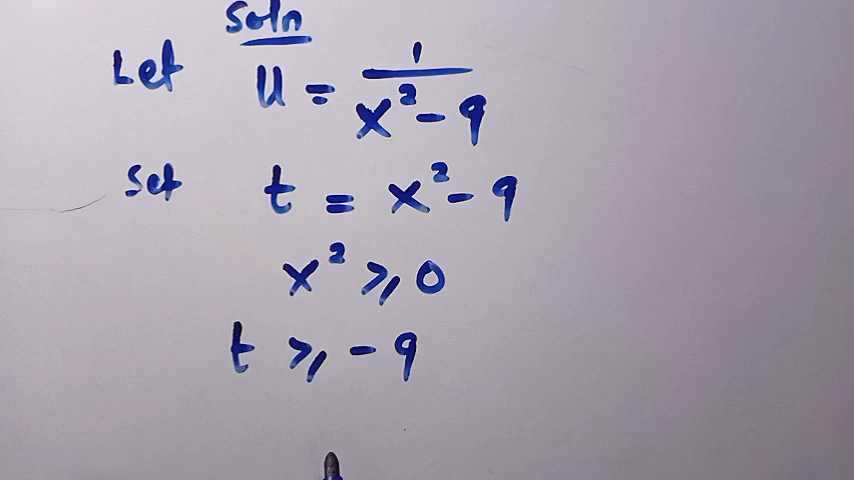 Soln
Let u = 1/(x² - 9)
Set t = x² - 9
x² ⩾ 0
t ⩾ -9